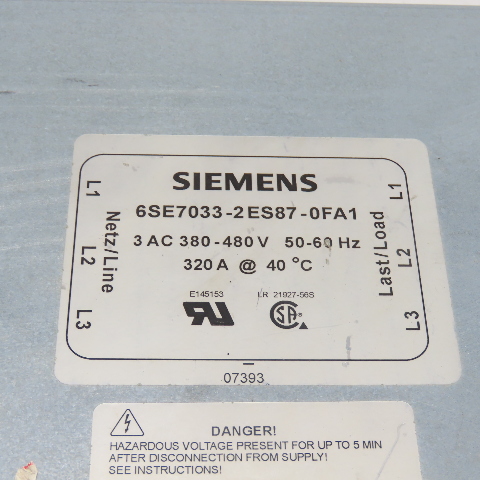 SIEMENS
6SE7033-2ES87-0FA1
3 AC 380-480 V 50-60 Hz
320 A @ 40 °C
L1
L2
L3
Netz/Line
Last/Load
L1
L2
L3
E145153
LR 21927-56S
RU
SA
07393
DANGER!
HAZARDOUS VOLTAGE PRESENT FOR UP TO 5 MIN
AFTER DISCONNECTION FROM SUPPLY!
SEE INSTRUCTIONS!